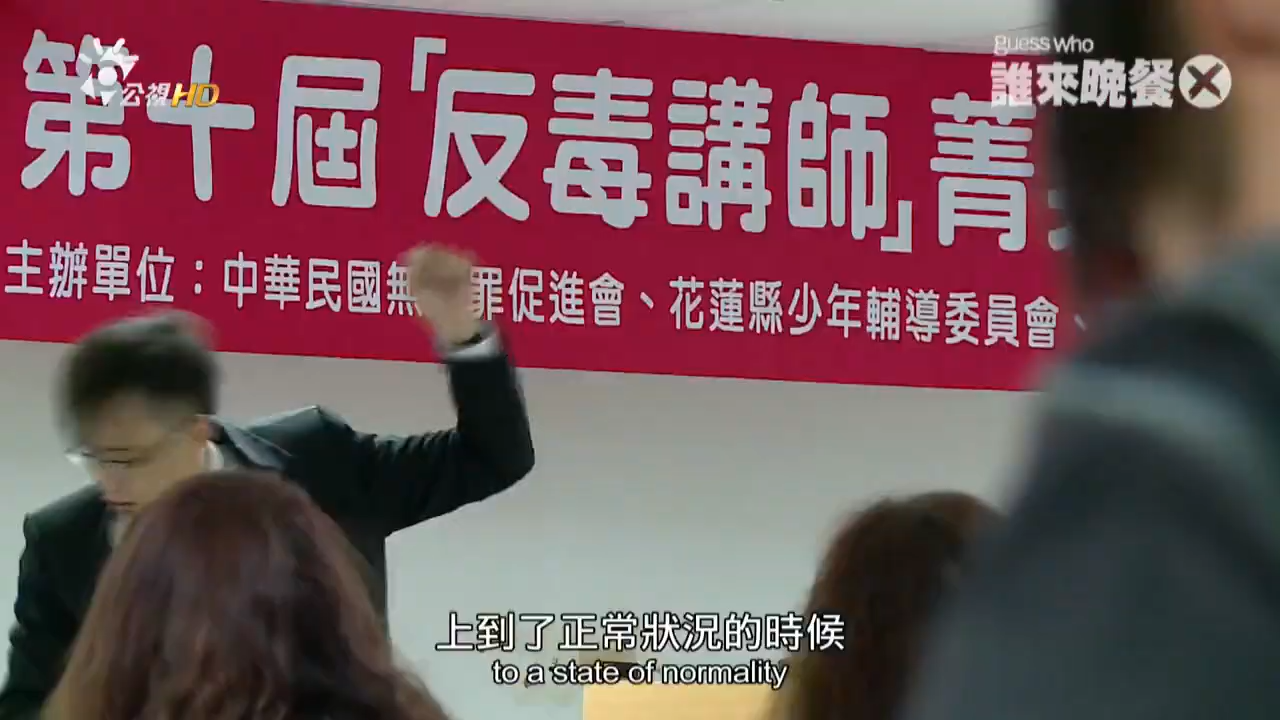 guess who
誰來晚餐
公視HD
第十屆「反毒講師」菁
主辦單位：中華民國無 罪促進會、花蓮縣少年輔導委員會、
上到了正常狀況的時候
to a state of normality